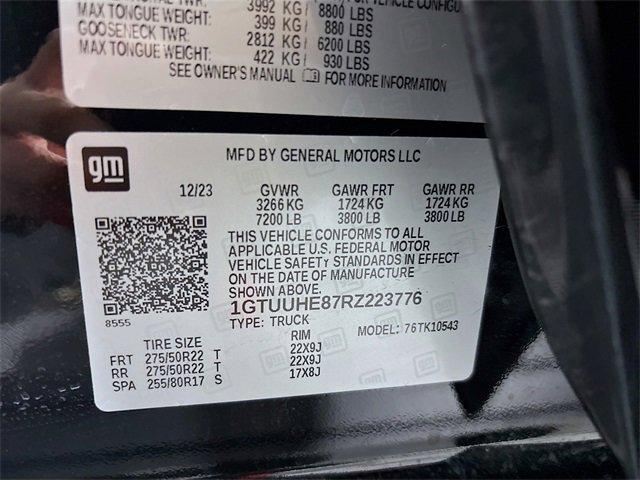 3992 KG / 8800 LBS
MAX TONGUE WEIGHT: 399 KG / 880 LBS
GOOSENECK TWR: 2812 KG / 6200 LBS
MAX TONGUE WEIGHT: 422 KG / 930 LBS
SEE OWNER'S MANUAL FOR MORE INFORMATION
gm
MFD BY GENERAL MOTORS LLC
12/23 GVWR GAWR FRT GAWR RR
3266 KG 1724 KG 1724 KG
7200 LB 3800 LB 3800 LB
THIS VEHICLE CONFORMS TO ALL
APPLICABLE U.S. FEDERAL MOTOR
VEHICLE SAFETY STANDARDS IN EFFECT
ON THE DATE OF MANUFACTURE
SHOWN ABOVE.
8555
1GTUUHE87RZ223776
TYPE: TRUCK MODEL: 76TK10543
TIRE SIZE RIM
FRT 275/50R22 T 22X9J
RR 275/50R22 T 22X9J
SPA 255/80R17 S 17X8J